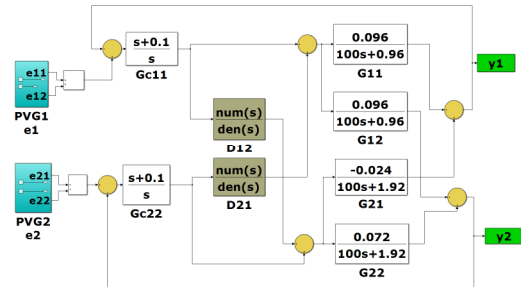 e11
e12
PVG1
e1
s+0.1
s
Gc11
0.096
100s+0.96
G11
y1
num(s)
den(s)
D12
0.096
100s+0.96
G12
e21
e22
PVG2
e2
s+0.1
s
Gc22
num(s)
den(s)
D21
-0.024
100s+1.92
G21
0.072
100s+1.92
G22
y2